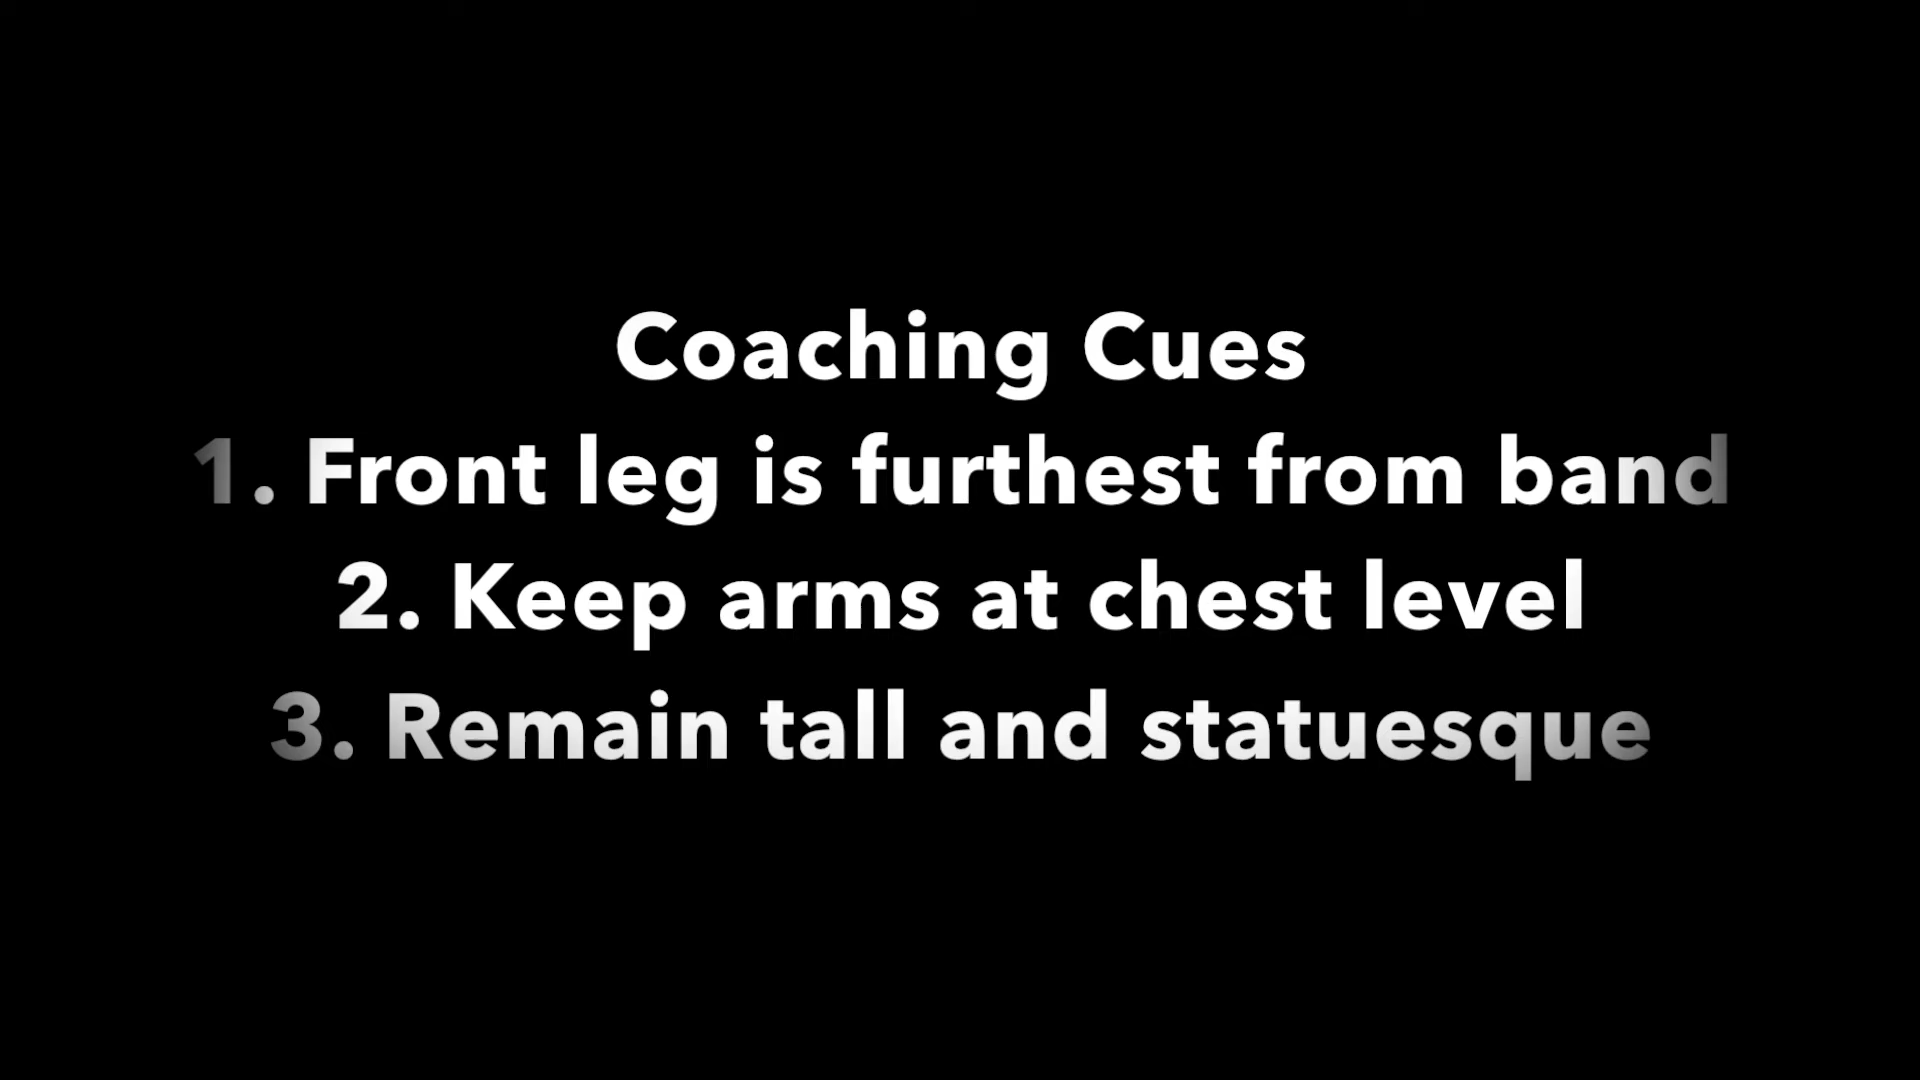 Coaching Cues
1. Front leg is furthest from band
2. Keep arms at chest level
3. Remain tall and statuesque